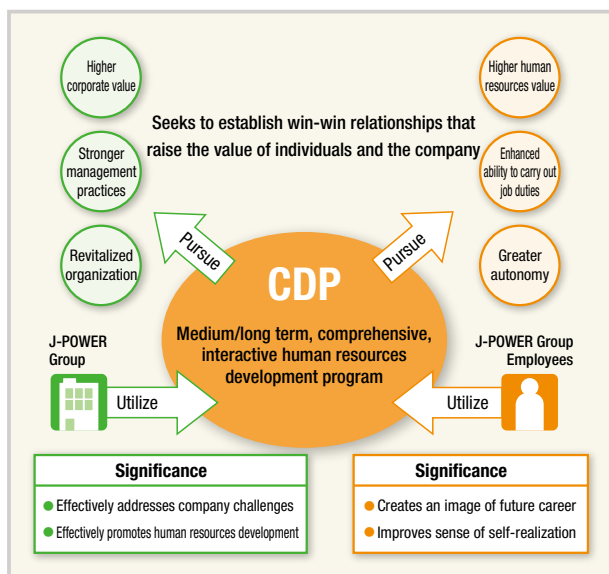 Higher
corporate value
Stronger
management
practices
Revitalized
organization
Seeks to establish win-win relationships that
raise the value of individuals and the company
Higher human
resources value
Enhanced
ability to carry out
job duties
Greater
autonomy
Pursue
Pursue
CDP
Medium/long term, comprehensive,
interactive human resources
development program
J-POWER
Group
Utilize
J-POWER Group
Employees
Utilize
Significance
● Effectively addresses company challenges
● Effectively promotes human resources development
Significance
● Creates an image of future career
● Improves sense of self-realization